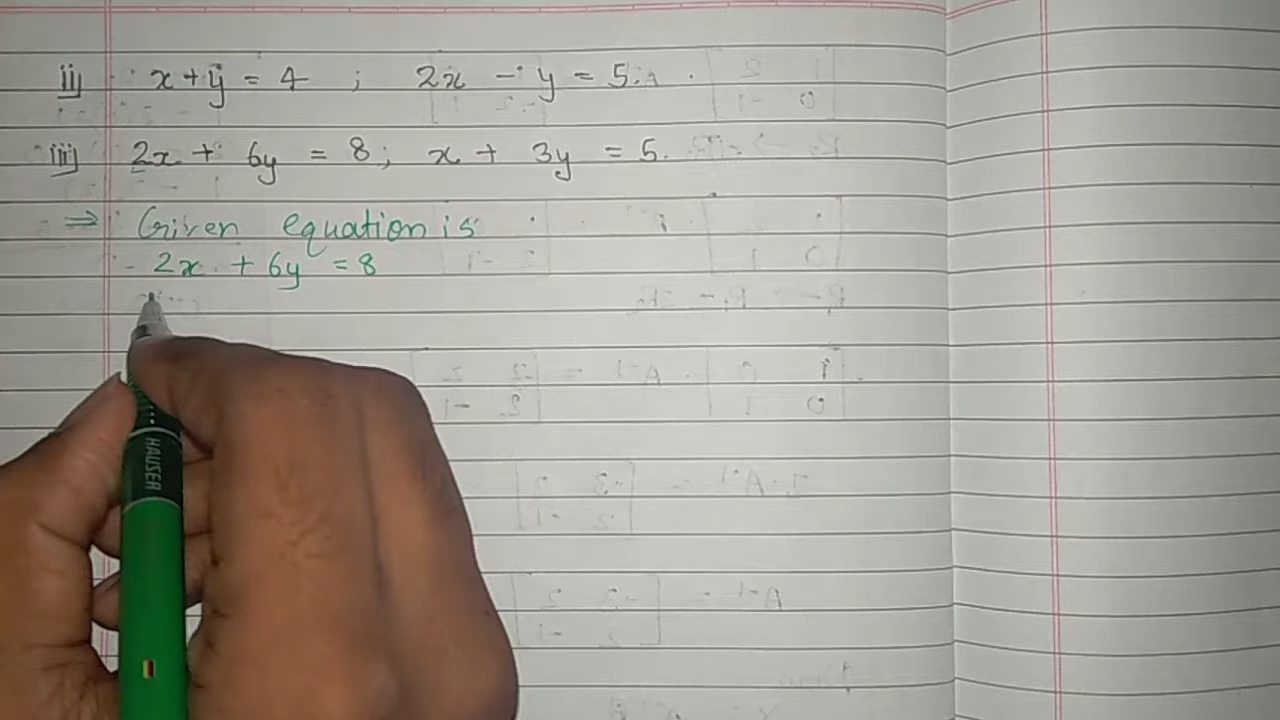 ii) x+y = 4 ; 2x - y = 5.
iii) 2x + 6y = 8; x + 3y = 5.
⇒ Given equation is
2x + 6y = 8
HAUSER